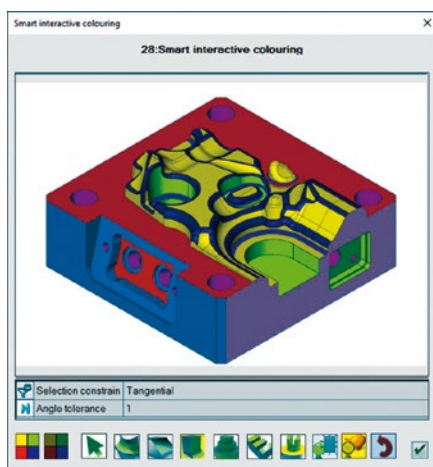 Smart interactive colouring
28:Smart interactive colouring
Selection constrain Tangential
Angle tolerance 1